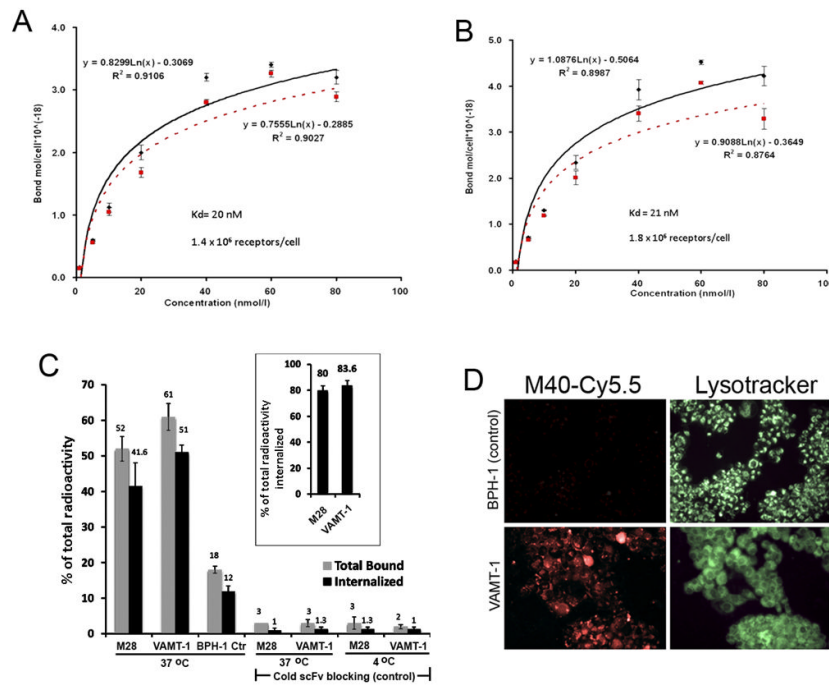 A
4.0
3.0
2.0
1.0
0.0
Bond mol/cell*10^(-18)
y = 0.8299Ln(x) - 0.3069
R² = 0.9106
y = 0.7555Ln(x) - 0.2885
R² = 0.9027
Kd= 20 nM
1.4 x 10⁶ receptors/cell
0 20 40 60 80 100
Concentration (nmol/l)
B
5.0
4.0
3.0
2.0
1.0
0.0
Bond mol/cell*10^(-18)
y = 1.0876Ln(x) - 0.5064
R² = 0.8987
y = 0.9088Ln(x) - 0.3649
R² = 0.8764
Kd = 21 nM
1.8 x 10⁶ receptors/cell
0 20 40 60 80 100
Concentration (nmol/l)
C
% of total radioactivity
70
60
50
40
30
20
10
0
52
41.6
61
51
18
12
3
1
3
1.3
3
1.3
2
1
M28 VAMT-1 BPH-1 Ctr M28 VAMT-1 M28 VAMT-1
37 ºC 37 ºC 4 ºC
Cold scFv blocking (control)
% of total radioactivity
internalized
100
80
60
40
20
0
80
83.6
M28
VAMT-1
Total Bound
Internalized
D
M40-Cy5.5 Lysotracker
BPH-1 (control)
VAMT-1